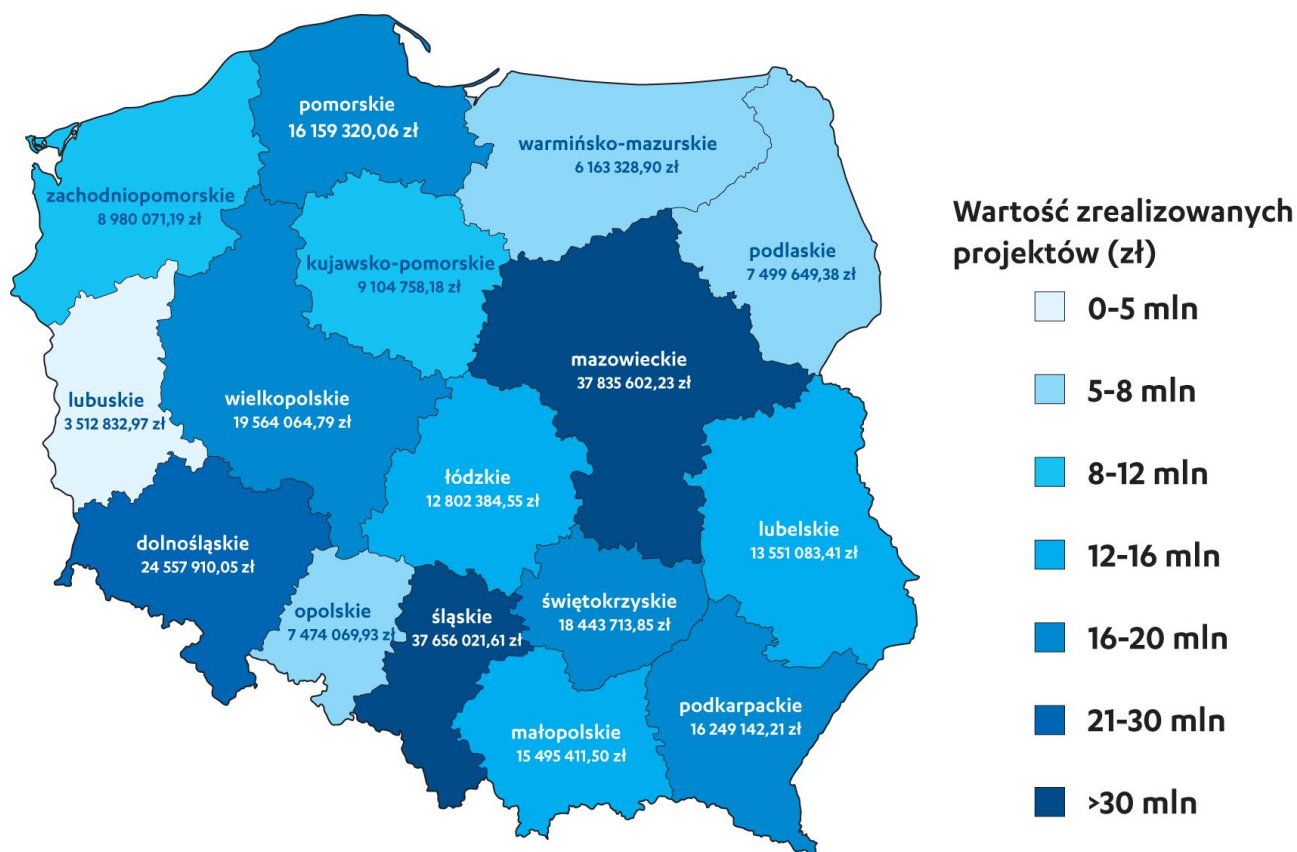 pomorskie
16 159 320,06 zł
warmińsko-mazurskie
6 163 328,90 zł
zachodniopomorskie
8 980 071,19 zł
kujawsko-pomorskie
9 104 758,18 zł
podlaskie
7 499 649,38 zł
mazowieckie
37 835 602,23 zł
lubuskie
3 512 832,97 zł
wielkopolskie
19 564 064,79 zł
łódzkie
12 802 384,55 zł
lubelskie
13 551 083,41 zł
dolnośląskie
24 557 910,05 zł
opolskie
7 474 069,93 zł
śląskie
37 656 021,61 zł
świętokrzyskie
18 443 713,85 zł
małopolskie
15 495 411,50 zł
podkarpackie
16 249 142,21 zł
Wartość zrealizowanych
projektów (zł)
0-5 mln
5-8 mln
8-12 mln
12-16 mln
16-20 mln
21-30 mln
>30 mln